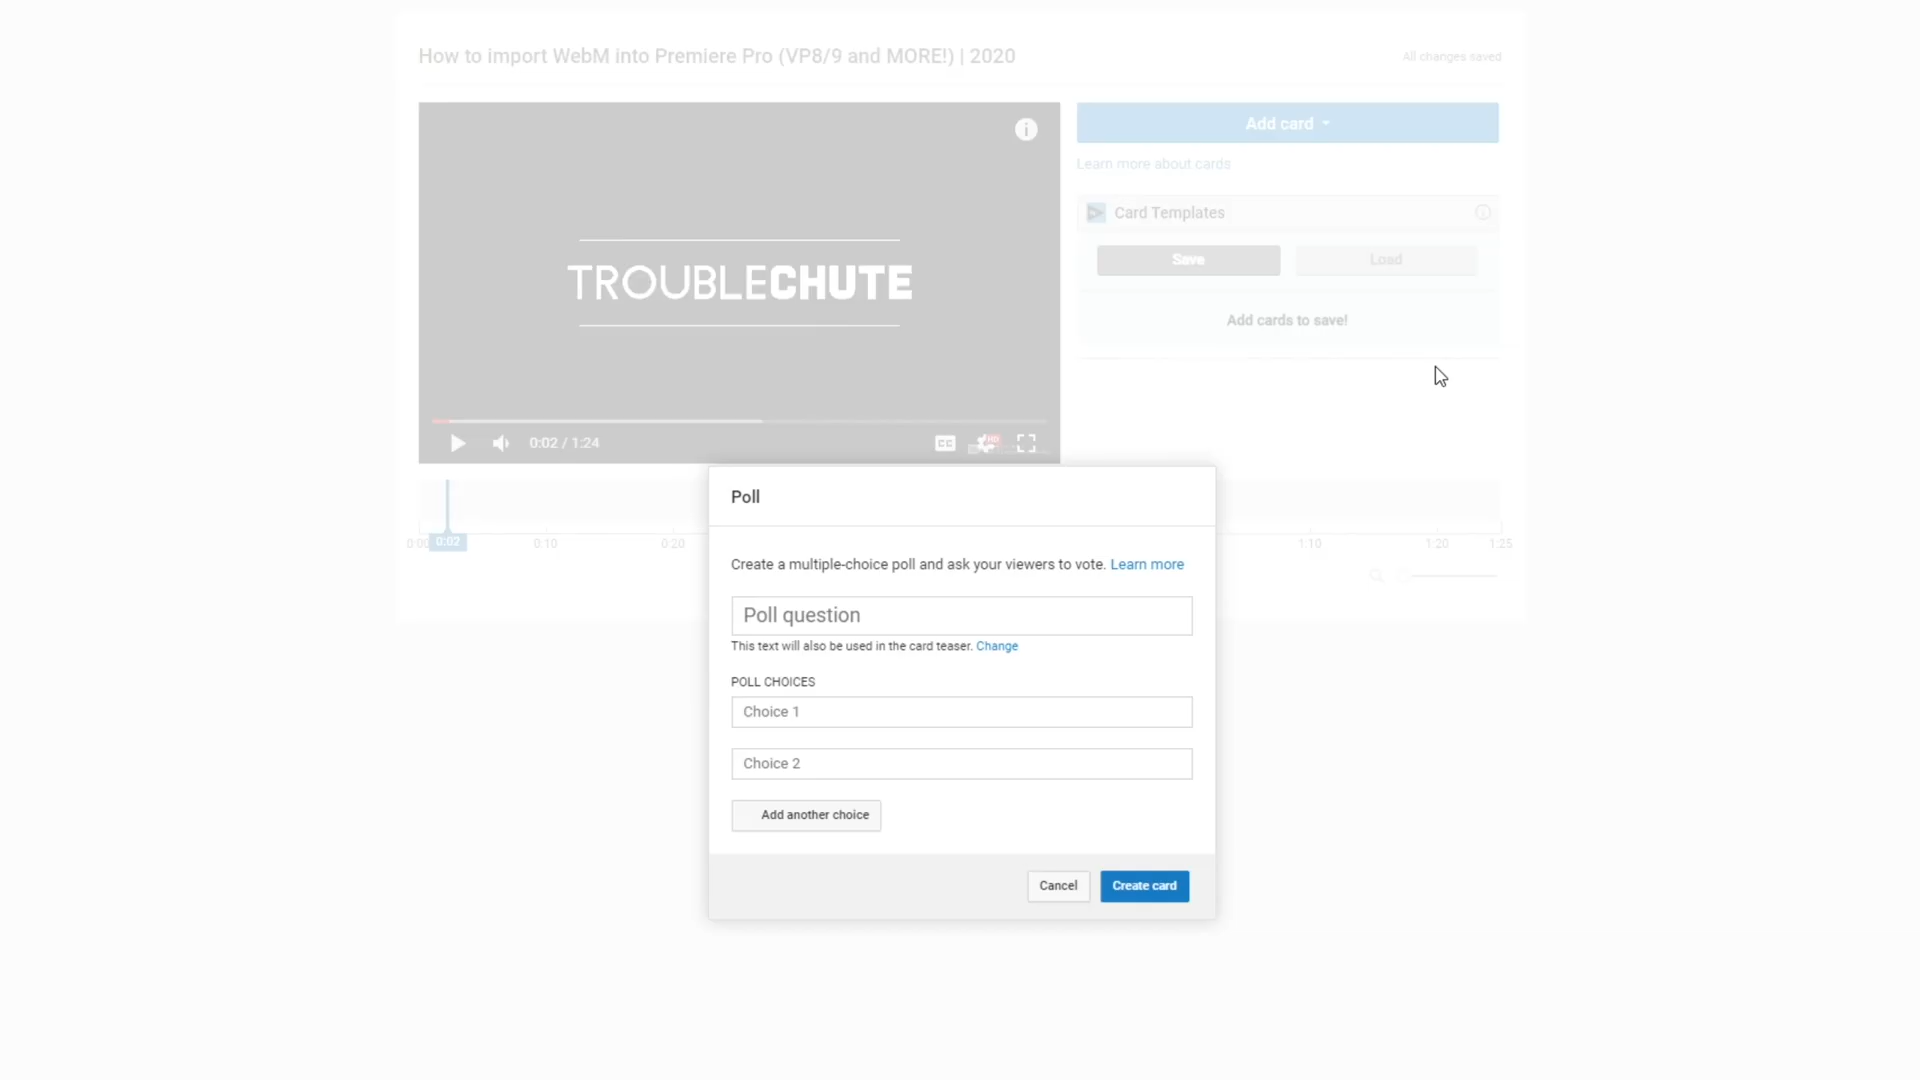 How to import WebM into Premiere Pro (VP8/9 and MORE!) | 2020
All changes saved
Add card
Learn more about cards
Card Templates
Save
Load
Add cards to save!
TROUBLECHUTE
0:02 / 1:24
CC
HD
0:00
0:02
0:10
0:20
1:10
1:20
1:25
Poll
Create a multiple-choice poll and ask your viewers to vote. Learn more
Poll question
This text will also be used in the card teaser. Change
POLL CHOICES
Choice 1
Choice 2
Add another choice
Cancel
Create card